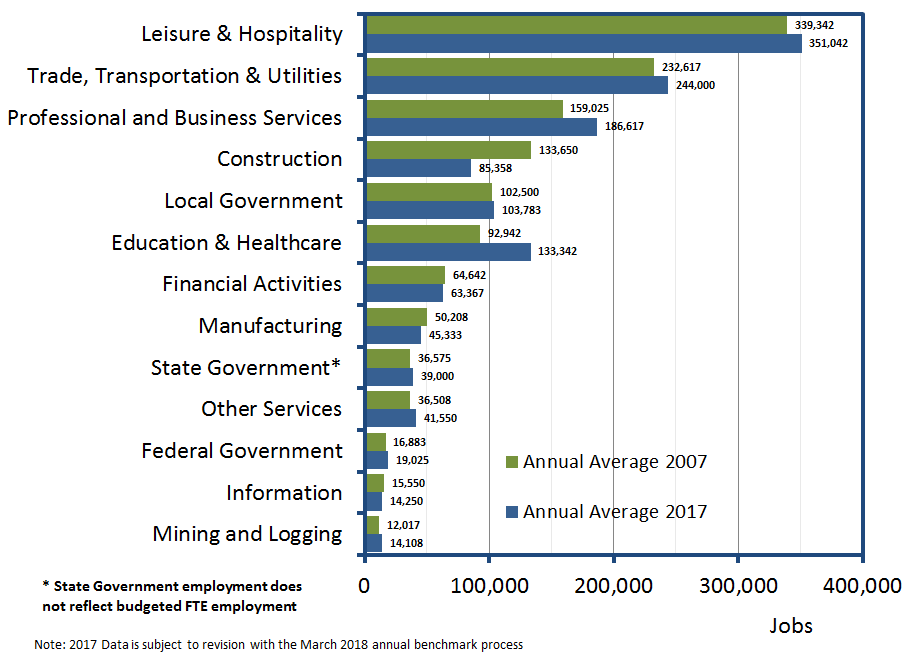 Leisure & Hospitality
339,342
351,042
Trade, Transportation & Utilities
232,617
244,000
Professional and Business Services
159,025
186,617
Construction
133,650
85,358
Local Government
102,500
103,783
Education & Healthcare
92,942
133,342
Financial Activities
64,642
63,367
Manufacturing
50,208
45,333
State Government*
36,575
39,000
Other Services
36,508
41,550
Federal Government
16,883
19,025
Information
15,550
14,250
Mining and Logging
12,017
14,108
Annual Average 2007
Annual Average 2017
0 100,000 200,000 300,000 400,000
Jobs
* State Government employment does
not reflect budgeted FTE employment
Note: 2017 Data is subject to revision with the March 2018 annual benchmark process